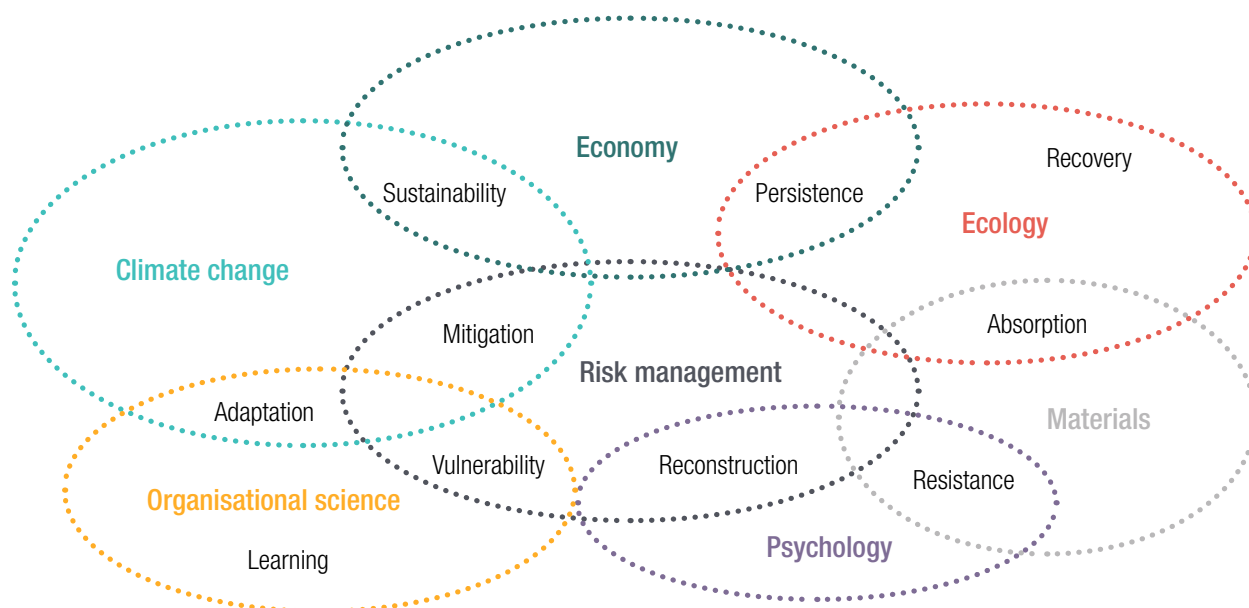 Economy
Recovery
Sustainability
Persistence
Ecology
Climate change
Absorption
Mitigation
Risk management
Adaptation
Materials
Vulnerability
Reconstruction
Resistance
Organisational science
Psychology
Learning